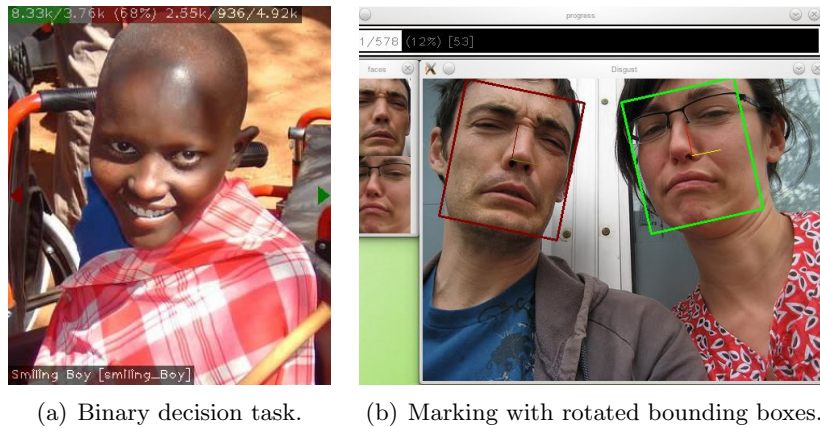 8.33k/3.76k (68%) 2.55k/936/4.92k
Smiling Boy [smiling_Boy]
progress
1/578 (12%) [53]
faces
Disgust
(a) Binary decision task.
(b) Marking with rotated bounding boxes.